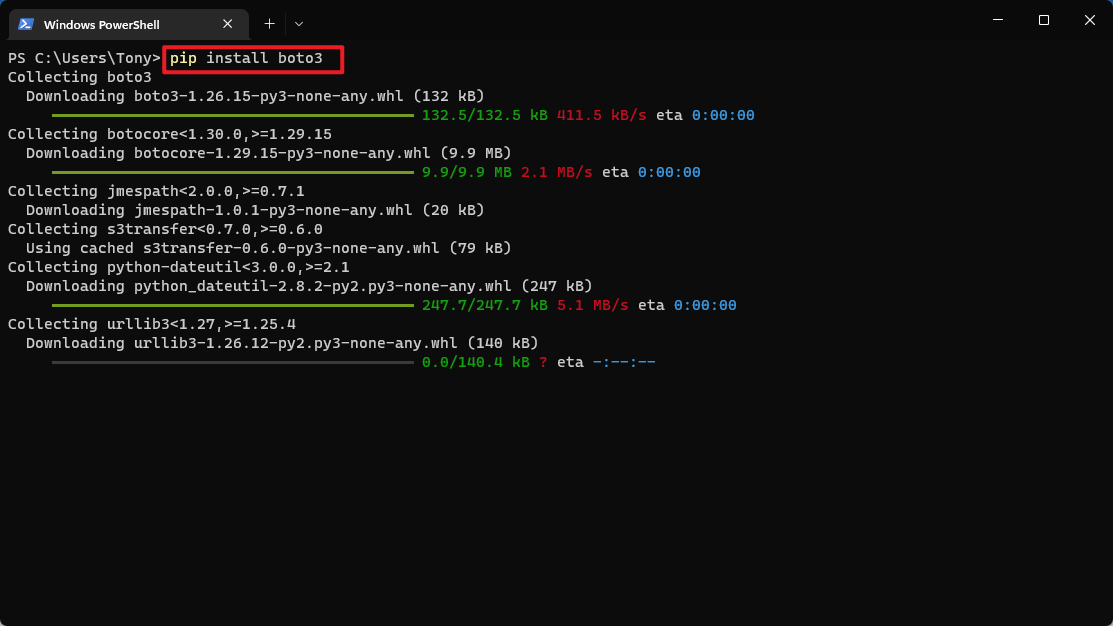 Windows PowerShell
PS C:\Users\Tony> pip install boto3
Collecting boto3
  Downloading boto3-1.26.15-py3-none-any.whl (132 kB)
132.5/132.5 kB 411.5 kB/s eta 0:00:00
Collecting botocore<1.30.0,>=1.29.15
  Downloading botocore-1.29.15-py3-none-any.whl (9.9 MB)
9.9/9.9 MB 2.1 MB/s eta 0:00:00
Collecting jmespath<2.0.0,>=0.7.1
  Downloading jmespath-1.0.1-py3-none-any.whl (20 kB)
Collecting s3transfer<0.7.0,>=0.6.0
  Using cached s3transfer-0.6.0-py3-none-any.whl (79 kB)
Collecting python-dateutil<3.0.0,>=2.1
  Downloading python_dateutil-2.8.2-py2.py3-none-any.whl (247 kB)
247.7/247.7 kB 5.1 MB/s eta 0:00:00
Collecting urllib3<1.27,>=1.25.4
  Downloading urllib3-1.26.12-py2.py3-none-any.whl (140 kB)
0.0/140.4 kB ? eta -:--:--